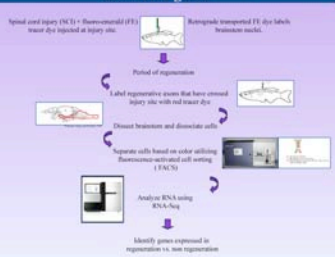 Spinal cord injury (SCI) + fluoro-emerald (FE)
tracer dye injected at injury site.
Retrograde transported FE dye labels
brainstem nuclei.
Period of regeneration
Label regenerative axons that have crossed
injury site with red tracer dye
Dissect brainstem and dissociate cells
Separate cells based on color utilizing
fluorescence-activated cell sorting
(FACS)
Analyze RNA using
RNA-Seq
Identify genes expressed in
regeneration vs. non regeneration